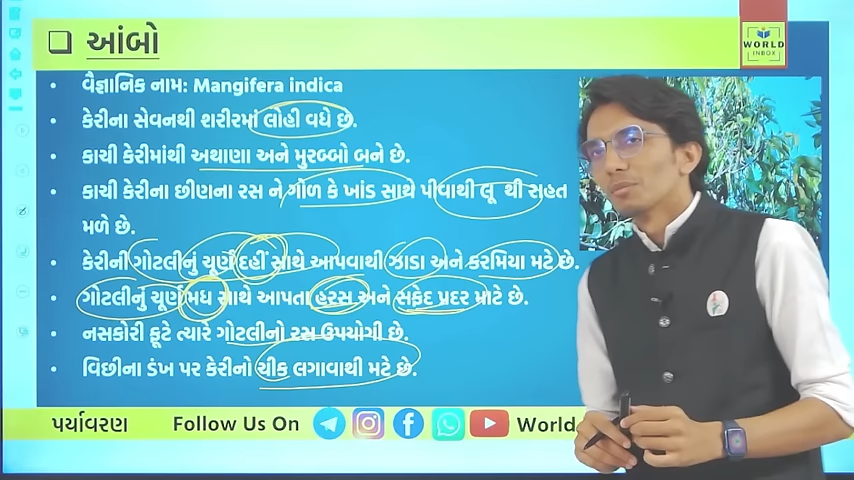 ❑ આંબો
WORLD
INBOX
• વૈજ્ઞાનિક નામ: Mangifera indica
• કેરીના સેવનથી શરીરમાં લોહી વધે છે.
• કાચી કેરીમાંથી અથાણા અને મુરબ્બો બને છે.
• કાચી કેરીના છીણના રસ ને ગોળ કે ખાંડ સાથે પીવાથી લૂ થી રાહત
મળે છે.
• કેરીની ગોટલીનું ચૂર્ણ દહીં સાથે આપવાથી ઝાડા અને કરમિયા મટે છે.
• ગોટલીનું ચૂર્ણ મધ સાથે આપતા હરસ અને સફેદ પ્રદર મટે છે.
• નસકોરી ફૂટે ત્યારે ગોટલીનો રસ ઉપયોગી છે.
• વિછીના ડંખ પર કેરીનો ચીક લગાવાથી મટે છે.
પર્યાવરણ Follow Us On World